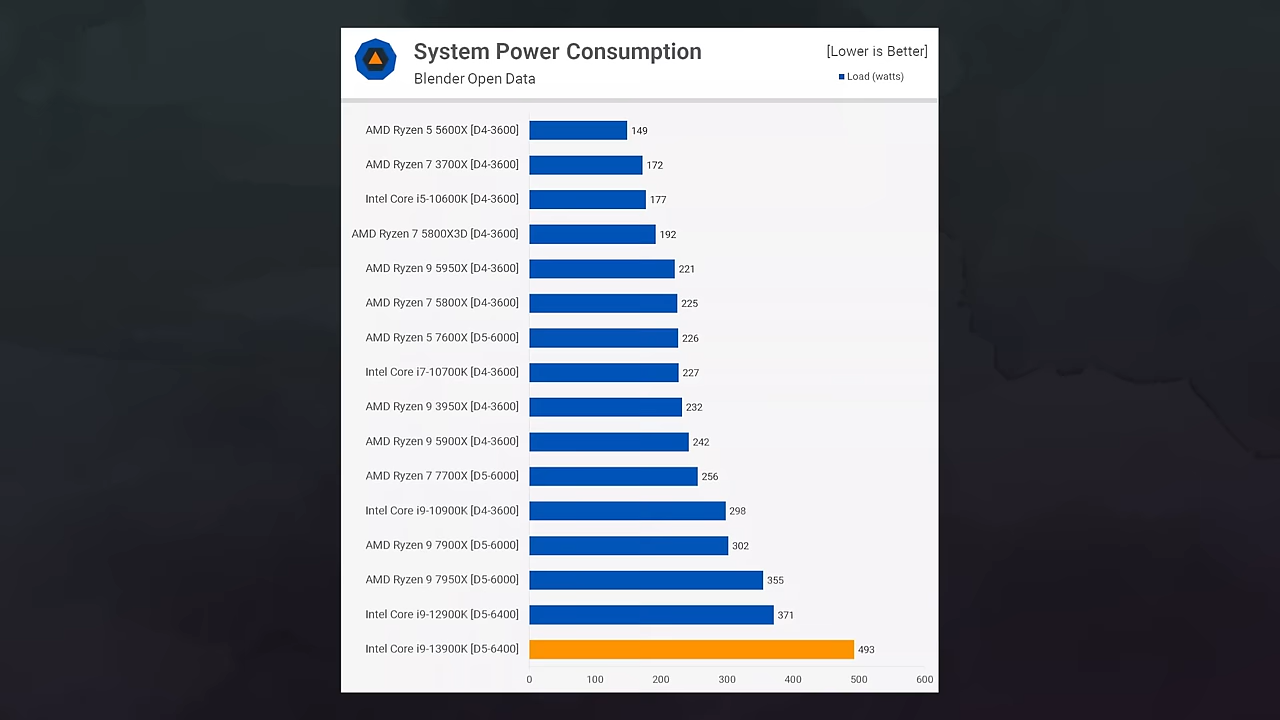 System Power Consumption
[Lower is Better]
Blender Open Data
Load (watts)
AMD Ryzen 5 5600X [D4-3600] 149
AMD Ryzen 7 3700X [D4-3600] 172
Intel Core i5-10600K [D4-3600] 177
AMD Ryzen 7 5800X3D [D4-3600] 192
AMD Ryzen 9 5950X [D4-3600] 221
AMD Ryzen 7 5800X [D4-3600] 225
AMD Ryzen 5 7600X [D5-6000] 226
Intel Core i7-10700K [D4-3600] 227
AMD Ryzen 9 3950X [D4-3600] 232
AMD Ryzen 9 5900X [D4-3600] 242
AMD Ryzen 7 7700X [D5-6000] 256
Intel Core i9-10900K [D4-3600] 298
AMD Ryzen 9 7900X [D5-6000] 302
AMD Ryzen 9 7950X [D5-6000] 355
Intel Core i9-12900K [D5-6400] 371
Intel Core i9-13900K [D5-6400] 493
0 100 200 300 400 500 600